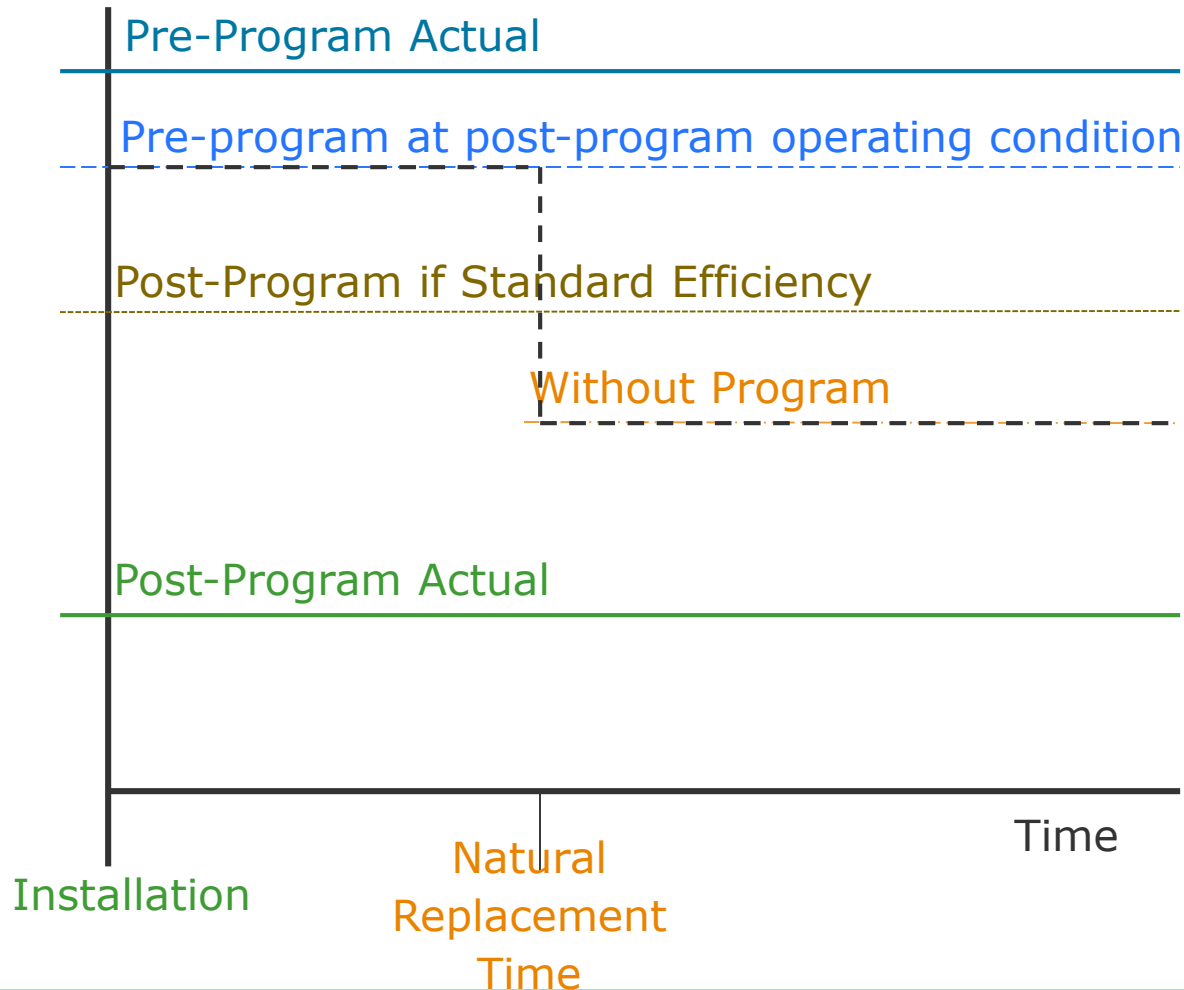 Pre-Program Actual
Pre-program at post-program operating condition
Post-Program if Standard Efficiency
Without Program
Post-Program Actual
Time
Natural
Replacement
Time
Installation